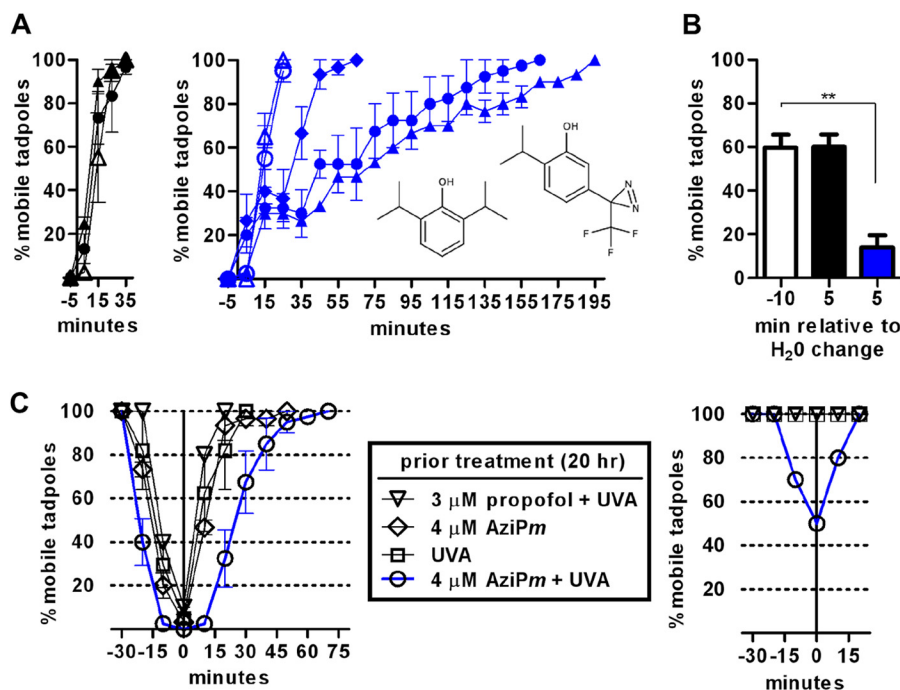 A
% mobile tadpoles
100
80
60
40
20
0
-5 15 35
minutes
% mobile tadpoles
100
80
60
40
20
0
-5 15 35 55 75 95 115 135 155 175 195
minutes
OH
OH
N
N
F
F
F
B
% mobile tadpoles
100
80
60
40
20
0
**
-10 5 5
min relative to
H20 change
C
% mobile tadpoles
100
80
60
40
20
-30 -15 0 15 30 45 60 75
minutes
prior treatment (20 hr)
3 μM propofol + UVA
4 μM AziPm
UVA
4 μM AziPm + UVA
% mobile tadpoles
100
80
60
40
20
-30 -15 0 15
minutes